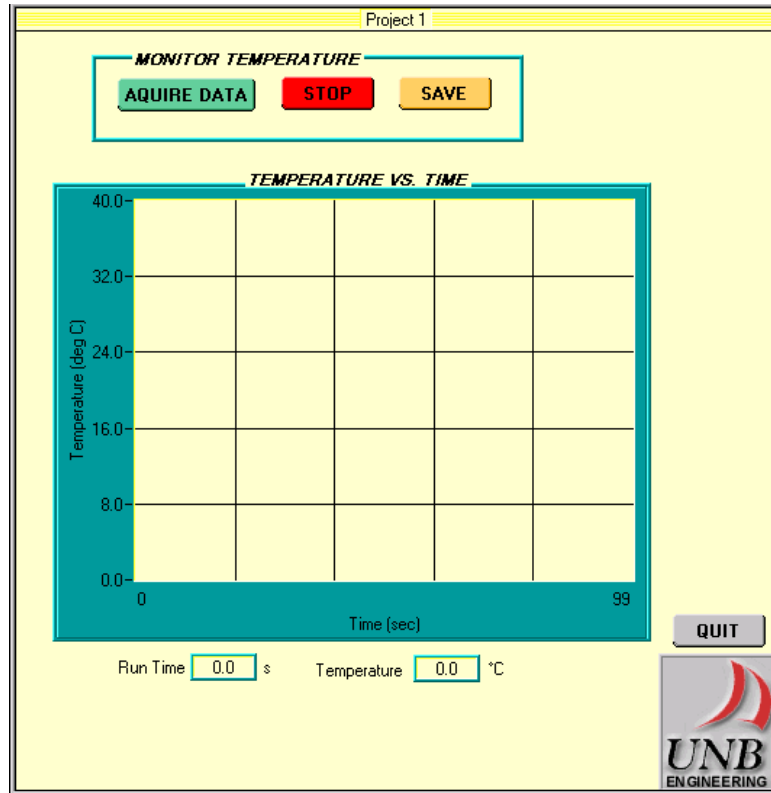 Project 1
MONITOR TEMPERATURE
AQUIRE DATA STOP SAVE
TEMPERATURE VS. TIME
40.0
32.0
24.0
16.0
8.0
0.0
Temperature (deg C)
0 99
Time (sec)
QUIT
Run Time 0.0 s Temperature 0.0 °C
UNB
ENGINEERING